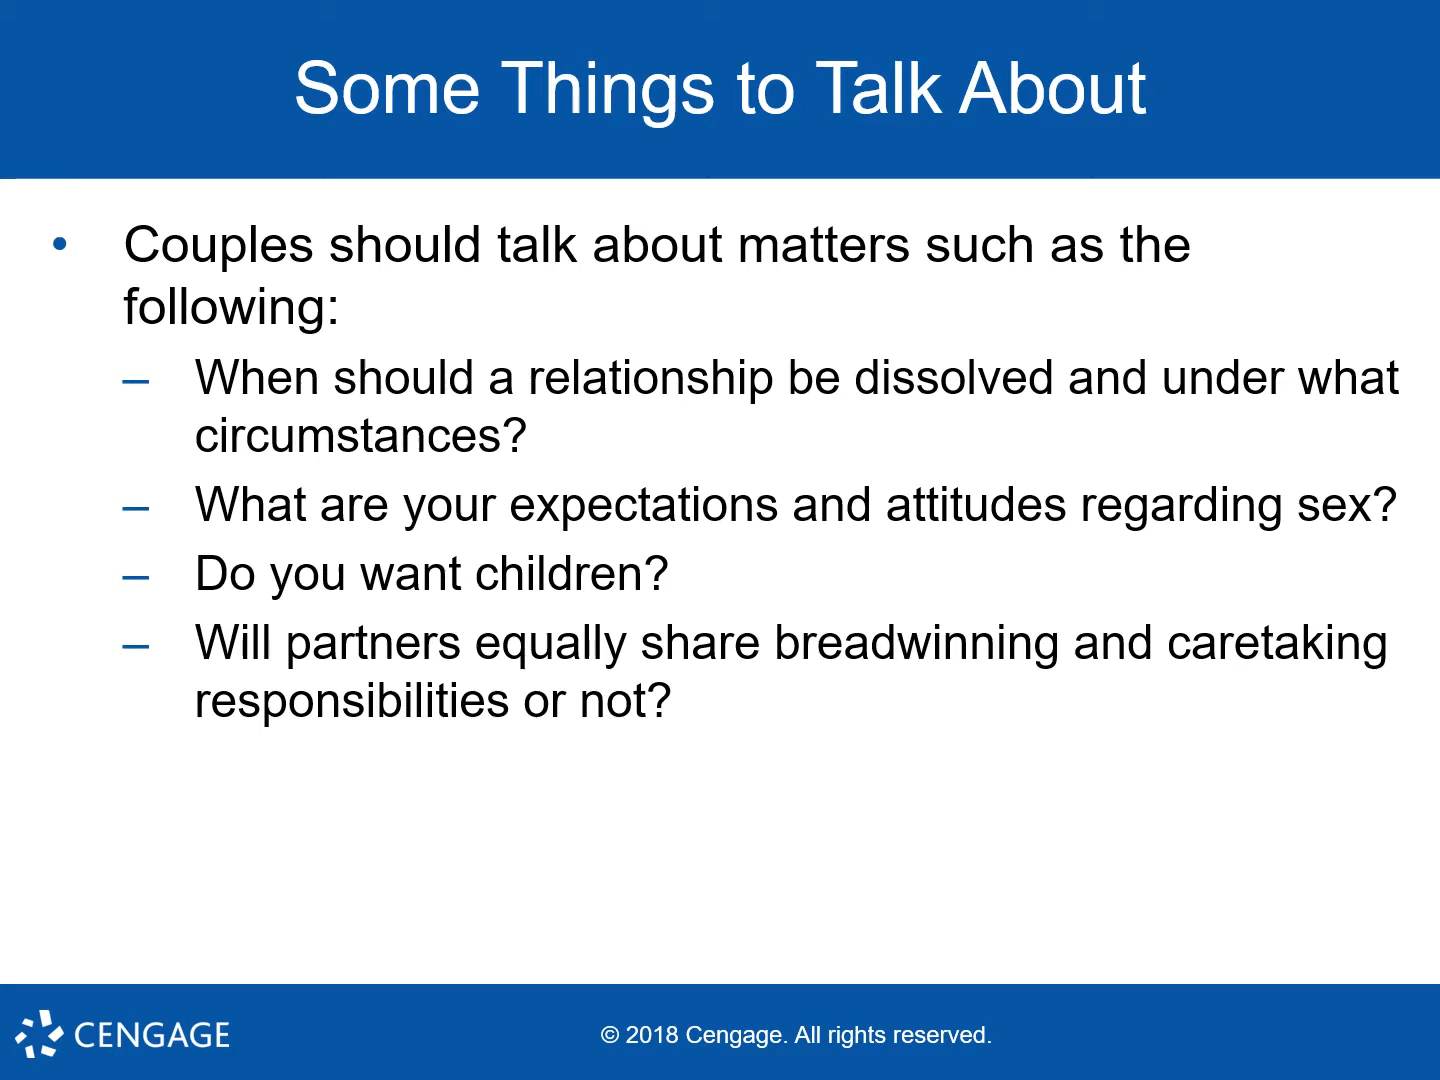 Some Things to Talk About
• Couples should talk about matters such as the
following:
– When should a relationship be dissolved and under what
circumstances?
– What are your expectations and attitudes regarding sex?
– Do you want children?
– Will partners equally share breadwinning and caretaking
responsibilities or not?
CENGAGE
© 2018 Cengage. All rights reserved.